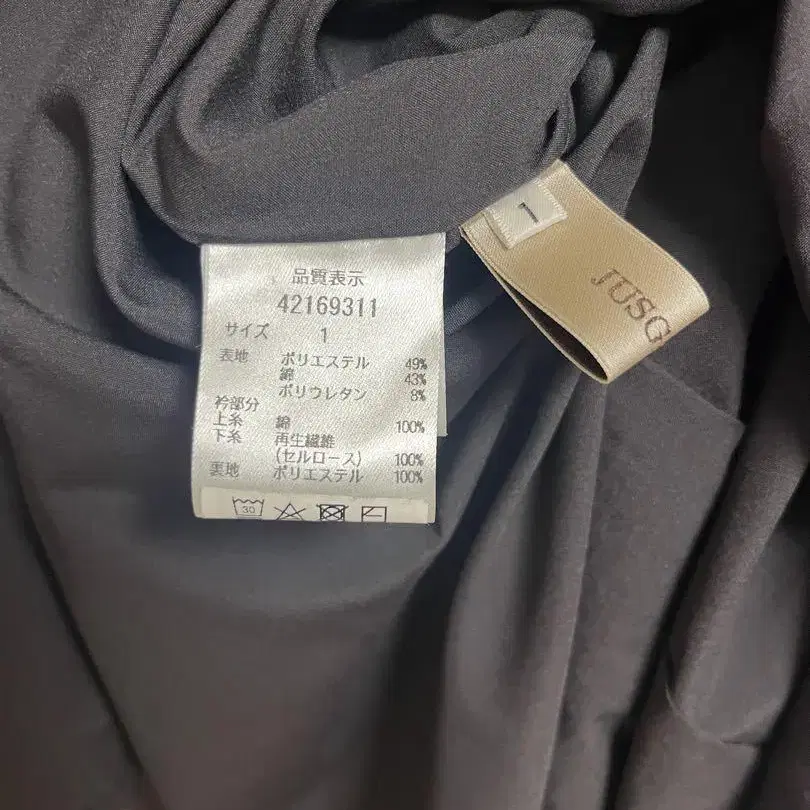 品質表示
42169311
サイズ 1
表地 ポリエステル 49%
綿 43%
ポリウレタン 8%
衿部分
上糸 綿 100%
下糸 再生繊維
(セルロース) 100%
裏地 ポリエステル 100%
30
1
JUSG